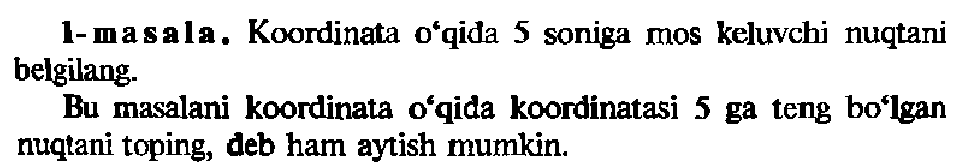 1-masala. Koordinata o‘qida 5 soniga mos keluvchi nuqtani
belgilang.
Bu masalani koordinata o‘qida koordinatasi 5 ga teng bo‘lgan
nuqtani toping, deb ham aytish mumkin.